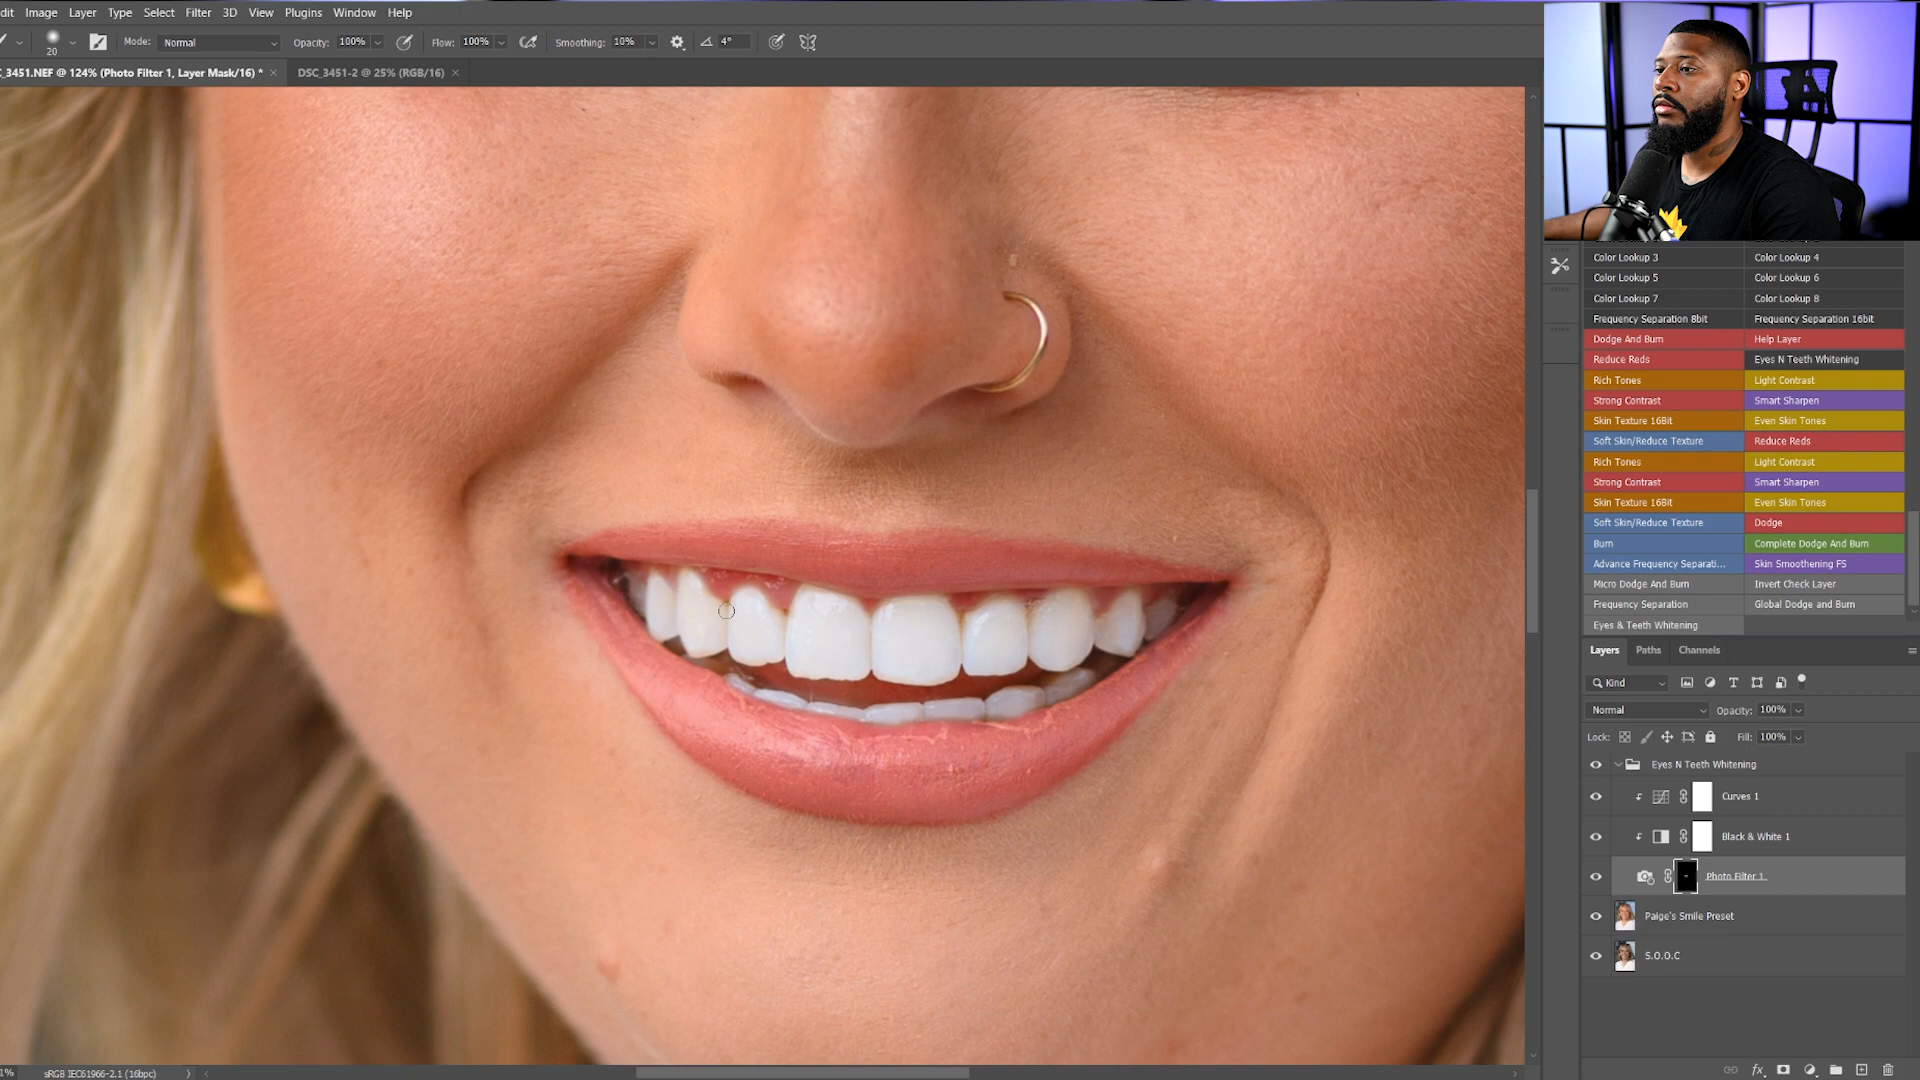 dit Image Layer Type Select Filter 3D View Plugins Window Help
20 Mode: Normal Opacity: 100% Flow: 100% Smoothing: 10% 4°
C_3451.NEF @ 124% (Photo Filter 1, Layer Mask/16) * × DSC_3451-2 @ 25% (RGB/16) ×
Color Lookup 3 Color Lookup 4
Color Lookup 5 Color Lookup 6
Color Lookup 7 Color Lookup 8
Frequency Separation 8bit Frequency Separation 16bit
Dodge And Burn Help Layer
Reduce Reds Eyes N Teeth Whitening
Rich Tones Light Contrast
Strong Contrast Smart Sharpen
Skin Texture 16Bit Even Skin Tones
Soft Skin/Reduce Texture Reduce Reds
Rich Tones Light Contrast
Strong Contrast Smart Sharpen
Skin Texture 16Bit Even Skin Tones
Soft Skin/Reduce Texture Dodge
Burn Complete Dodge And Burn
Advance Frequency Separati... Skin Smoothening FS
Micro Dodge And Burn Invert Check Layer
Frequency Separation Global Dodge and Burn
Eyes & Teeth Whitening
Layers Paths Channels
Kind
Normal Opacity: 100%
Lock: Fill: 100%
Eyes N Teeth Whitening
Curves 1
Black & White 1
Photo Filter 1
Paige's Smile Preset
S.O.O.C
1% sRGB IEC61966-2.1 (16bpc)
fx